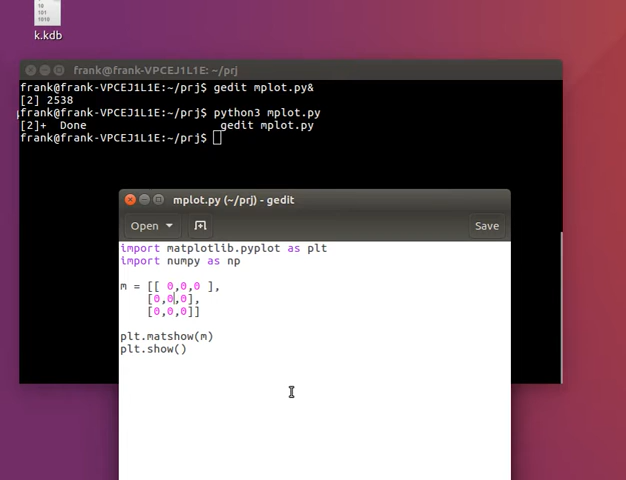 10
101
1010
k.kdb
frank@frank-VPCEJ1L1E: ~/prj
frank@frank-VPCEJ1L1E:~/prj$ gedit mplot.py&
[2] 2538
frank@frank-VPCEJ1L1E:~/prj$ python3 mplot.py
[2]+  Done                    gedit mplot.py
frank@frank-VPCEJ1L1E:~/prj$
mplot.py (~/prj) - gedit
Open
Save
import matplotlib.pyplot as plt
import numpy as np
m = [[ 0,0,0 ],
    [0,0,0],
    [0,0,0]]
plt.matshow(m)
plt.show()